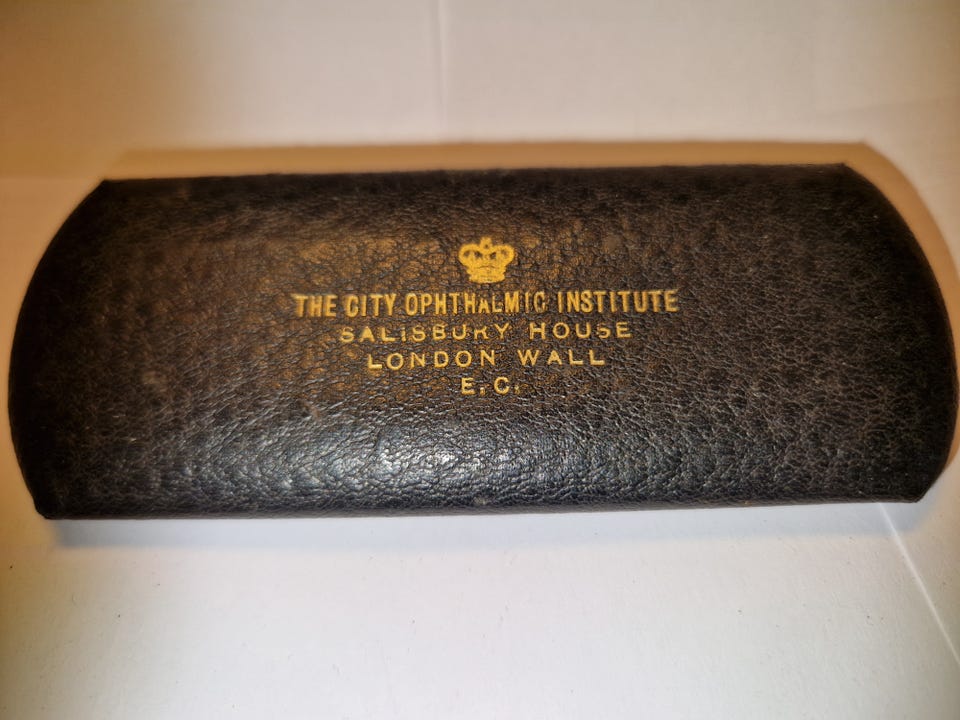 THE CITY OPHTHALMIC INSTITUTE
SALISBURY HOUSE
LONDON WALL
E.C.